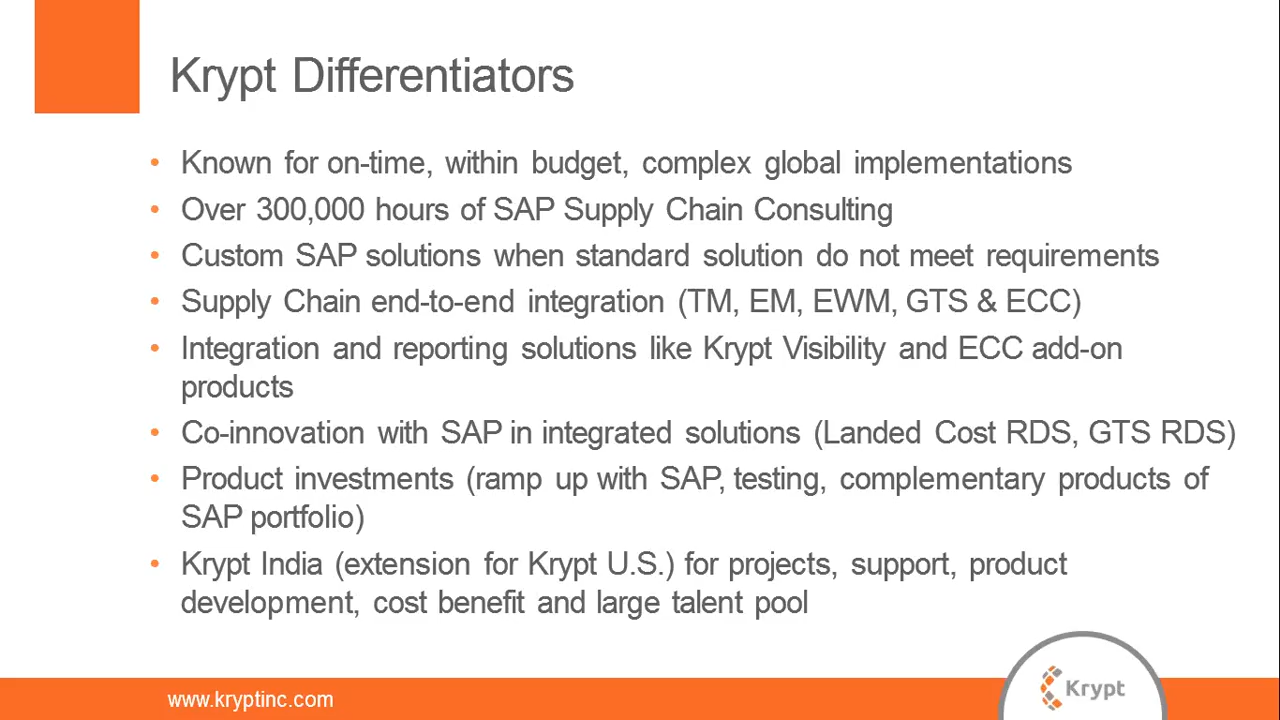 Krypt Differentiators
• Known for on-time, within budget, complex global implementations
• Over 300,000 hours of SAP Supply Chain Consulting
• Custom SAP solutions when standard solution do not meet requirements
• Supply Chain end-to-end integration (TM, EM, EWM, GTS & ECC)
• Integration and reporting solutions like Krypt Visibility and ECC add-on
products
• Co-innovation with SAP in integrated solutions (Landed Cost RDS, GTS RDS)
• Product investments (ramp up with SAP, testing, complementary products of
SAP portfolio)
• Krypt India (extension for Krypt U.S.) for projects, support, product
development, cost benefit and large talent pool
www.kryptinc.com
Krypt